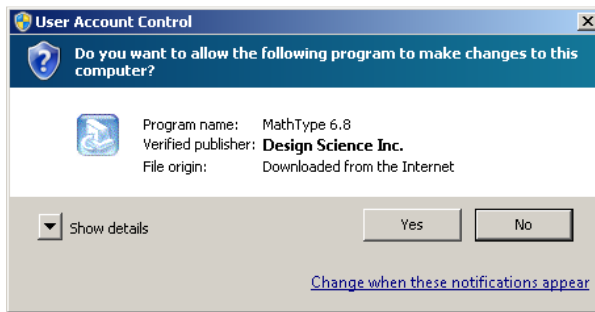 User Account Control
Do you want to allow the following program to make changes to this
computer?
Program name: MathType 6.8
Verified publisher: Design Science Inc.
File origin: Downloaded from the Internet
Show details
Yes
No
Change when these notifications appear